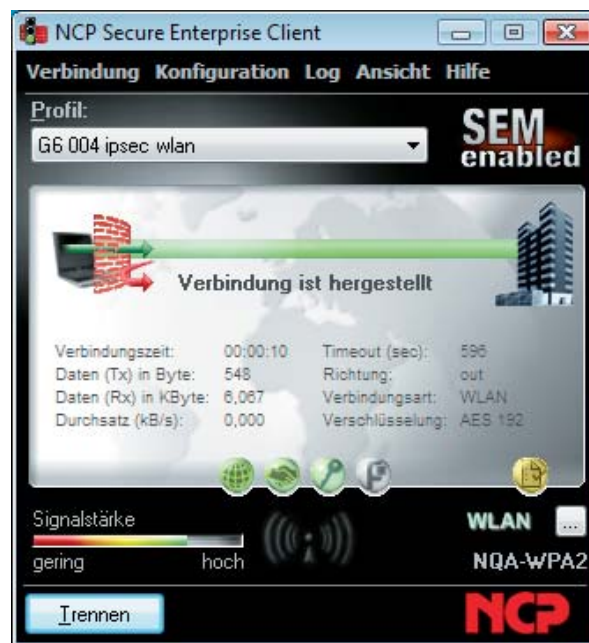 NCP Secure Enterprise Client
Verbindung Konfiguration Log Ansicht Hilfe
Profil:
G6 004 ipsec wlan
SEM
enabled
Verbindung ist hergestellt
Verbindungszeit: 00:00:10 Timeout (sec): 596
Daten (Tx) in Byte: 548 Richtung: out
Daten (Rx) in KByte: 6,067 Verbindungsart: WLAN
Durchsatz (kB/s): 0,000 Verschlüsselung: AES 192
Signalstärke
WLAN ...
gering hoch NQA-WPA2
Trennen NCP